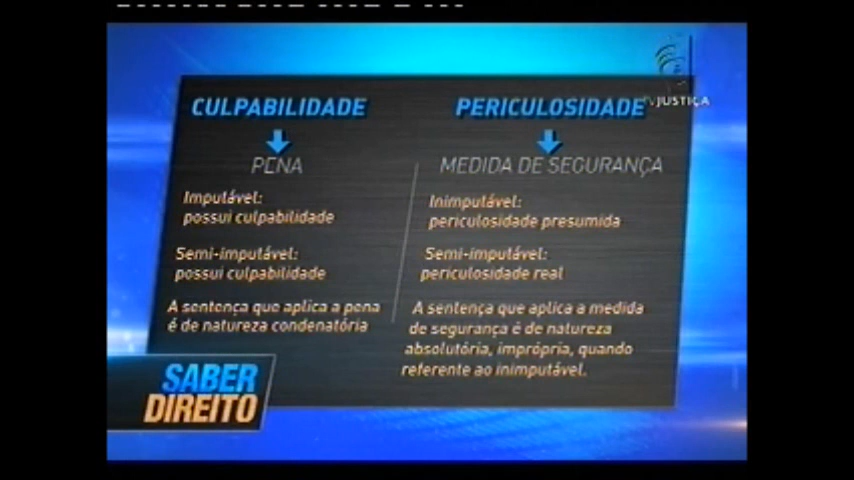 CULPABILIDADE
PENA
Imputável:
possui culpabilidade
Semi-imputável:
possui culpabilidade
A sentença que aplica a pena
é de natureza condenatória
PERICULOSIDADE
MEDIDA DE SEGURANÇA
Inimputável:
periculosidade presumida
Semi-imputável:
periculosidade real
A sentença que aplica a medida
de segurança é de natureza
absolutória, imprópria, quando
referente ao inimputável.
JUSTIÇA
SABER
DIREITO